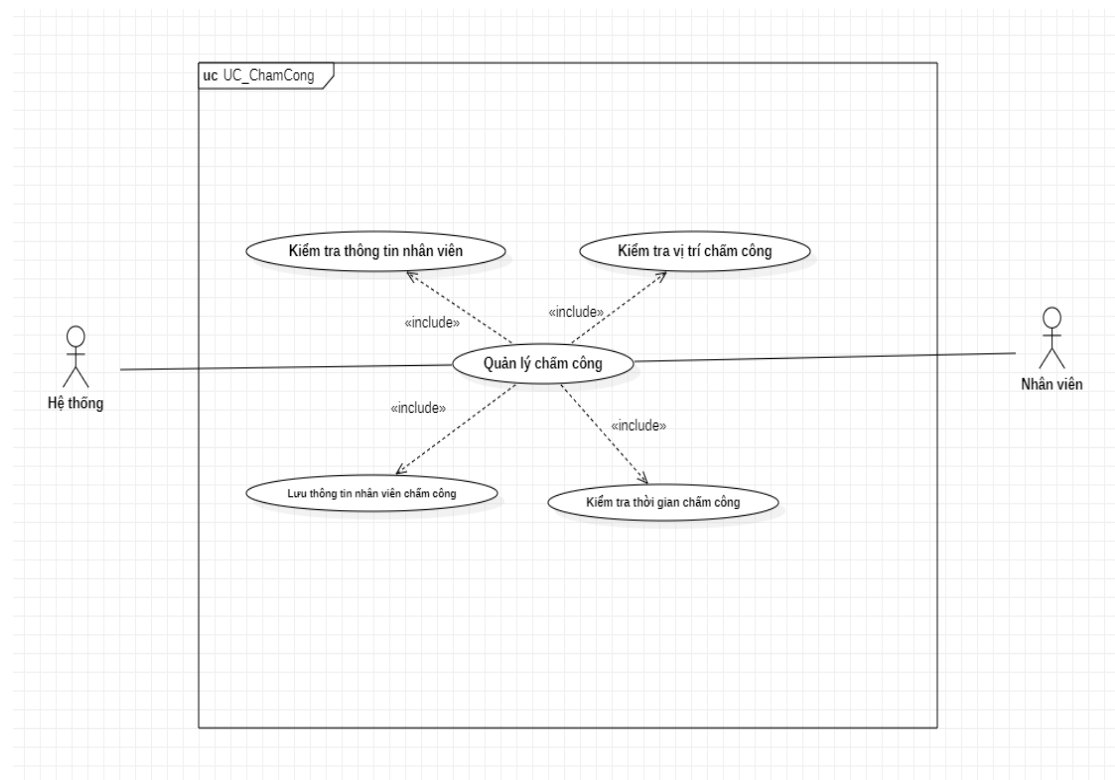 uc UC_ChamCong
Kiểm tra thông tin nhân viên
Kiểm tra vị trí chấm công
«include»
«include»
Quản lý chấm công
Hệ thống
Nhân viên
«include»
«include»
Lưu thông tin nhân viên chấm công
Kiểm tra thời gian chấm công